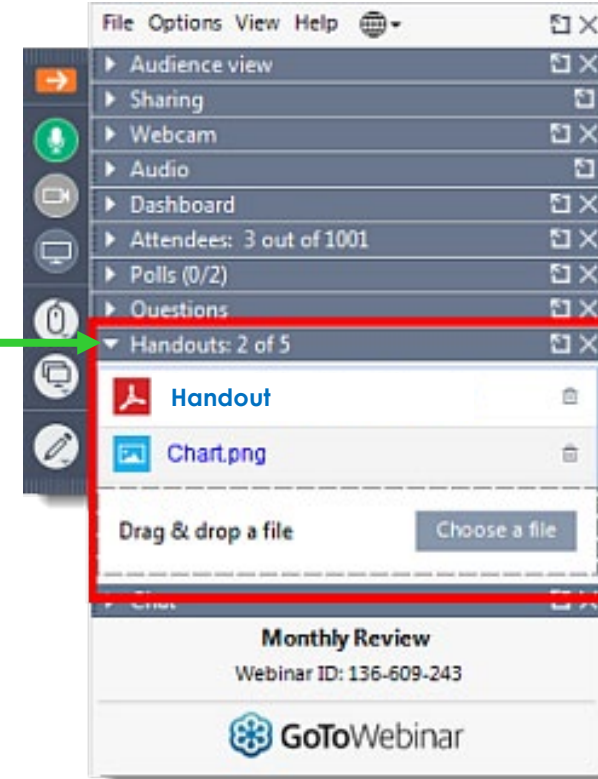 File Options View Help
Audience view
Sharing
Webcam
Audio
Dashboard
Attendees: 3 out of 1001
Polls (0/2)
Questions
Handouts: 2 of 5
Handout
Chart.png
Drag & drop a file
Choose a file
Chat
Monthly Review
Webinar ID: 136-609-243
GoToWebinar